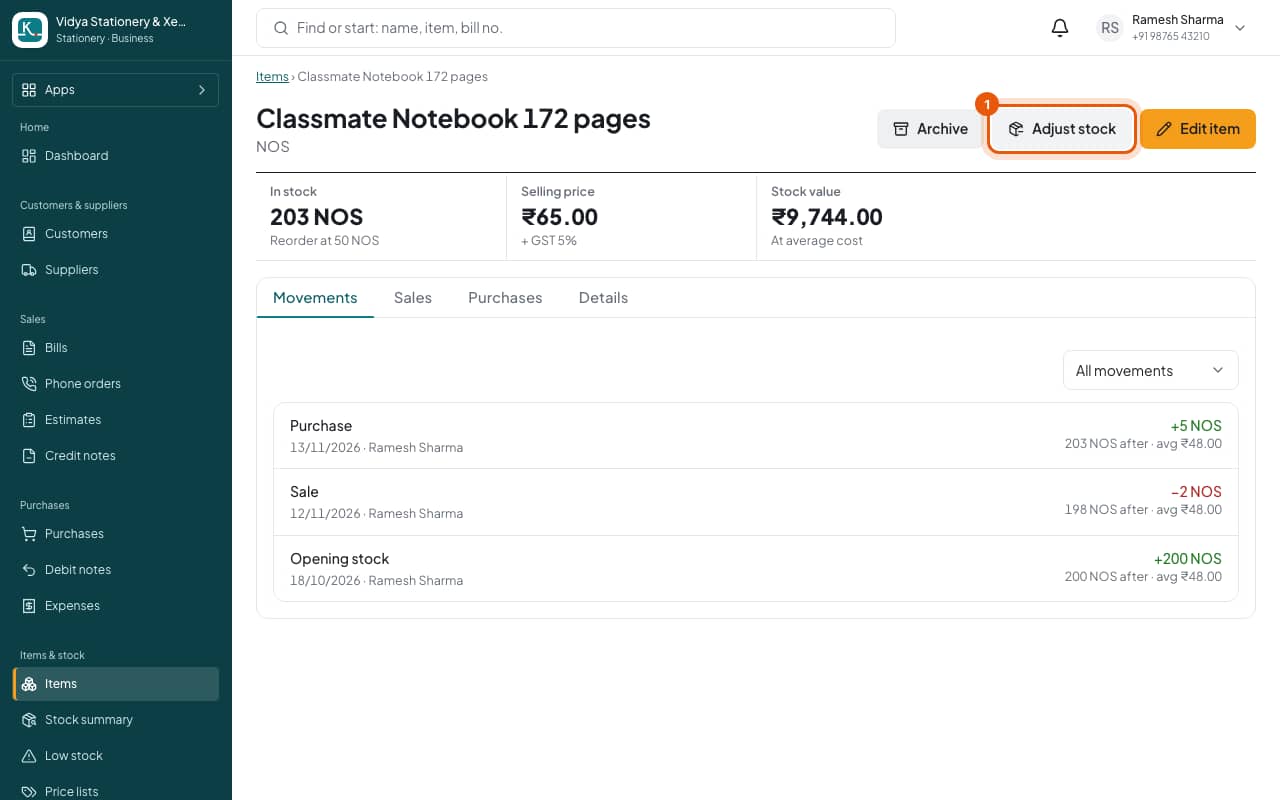 Vidya Stationery & Xe...
Stationery · Business
Find or start: name, item, bill no.
RS
Ramesh Sharma
+91 98765 43210
Apps
Home
Dashboard
Customers & suppliers
Customers
Suppliers
Sales
Bills
Phone orders
Estimates
Credit notes
Purchases
Purchases
Debit notes
Expenses
Items & stock
Items
Stock summary
Low stock
Price lists
Items › Classmate Notebook 172 pages
Classmate Notebook 172 pages
NOS
Archive
1
Adjust stock
Edit item
In stock
203 NOS
Reorder at 50 NOS
Selling price
₹65.00
+ GST 5%
Stock value
₹9,744.00
At average cost
Movements Sales Purchases Details
All movements
Purchase
+5 NOS
13/11/2026 · Ramesh Sharma
203 NOS after · avg ₹48.00
Sale
−2 NOS
12/11/2026 · Ramesh Sharma
198 NOS after · avg ₹48.00
Opening stock
+200 NOS
18/10/2026 · Ramesh Sharma
200 NOS after · avg ₹48.00